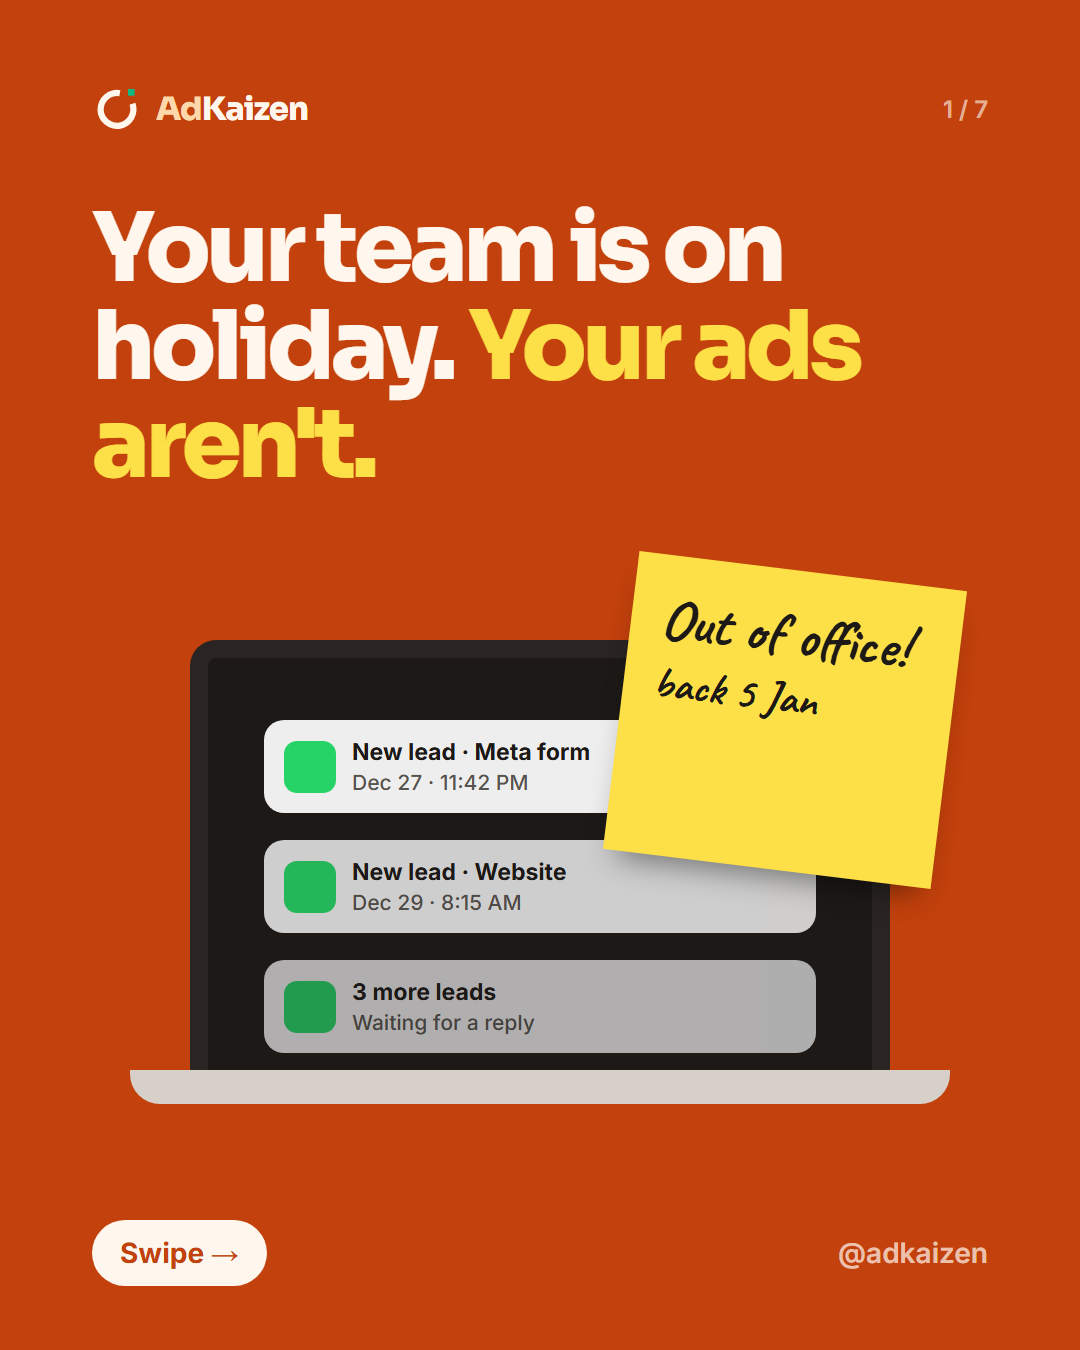 AdKaizen
1 / 7
Your team is on
holiday. Your ads
aren't.
Out of office!
back 5 Jan
New lead · Meta form
Dec 27 · 11:42 PM
New lead · Website
Dec 29 · 8:15 AM
3 more leads
Waiting for a reply
Swipe →
@adkaizen